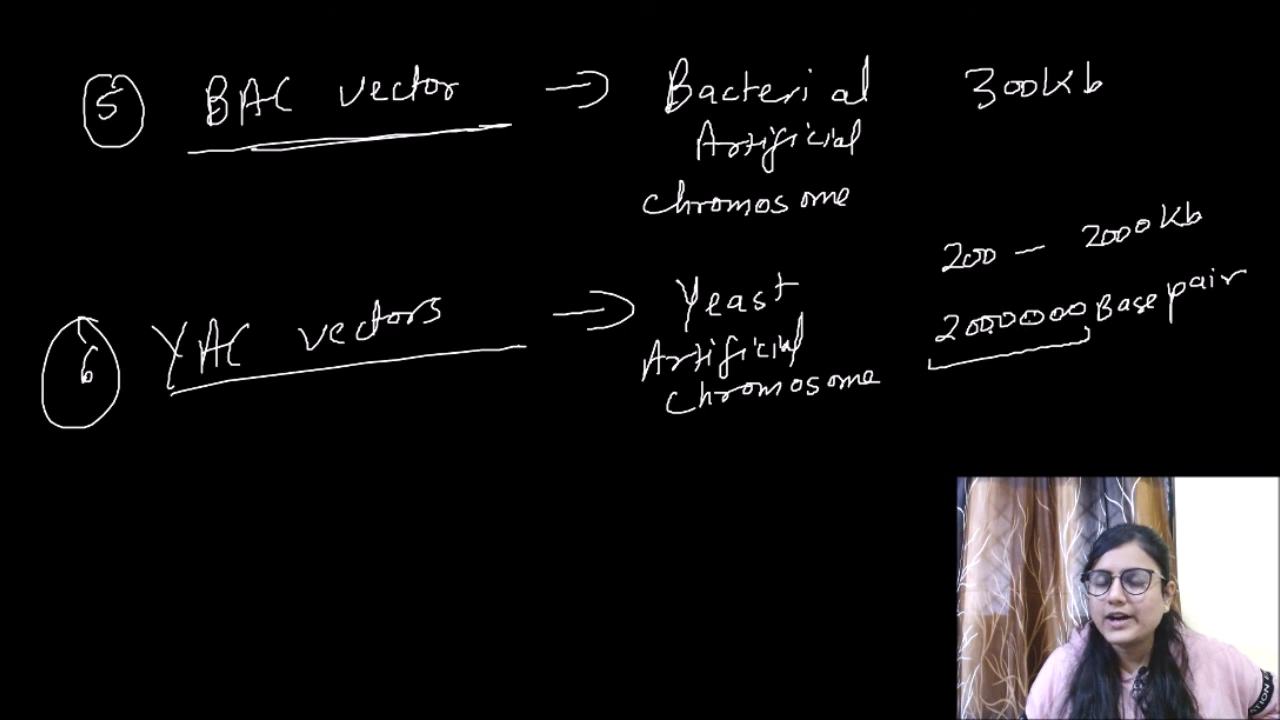 5 BAC vector → Bacterial 300Kb
Artificial
chromosome
200 - 2000Kb
6 YAC vectors → Yeast
2000000 Base pair
Artificial
chromosome